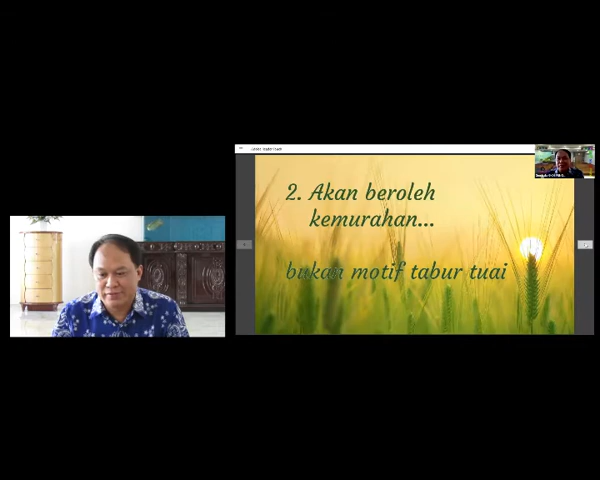 2. Akan beroleh
kemurahan...
bukan motif tabur tuai